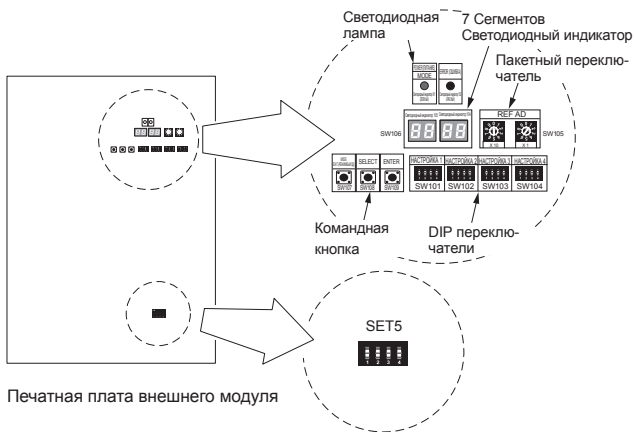 Светодиодная
лампа
7 Сегментов
Светодиодный индикатор
Пакетный переклю-
чатель
MODE
REF AD
SW106
SW105
X 10
X 1
SELECT
ENTER
НАСТРОЙКА 1
НАСТРОЙКА 2
НАСТРОЙКА 3
НАСТРОЙКА 4
SW107
SW108
SW109
SW101
SW102
SW103
SW104
Командная
кнопка
DIP переклю-
чатели
SET5
1 2 3 4
Печатная плата внешнего модуля